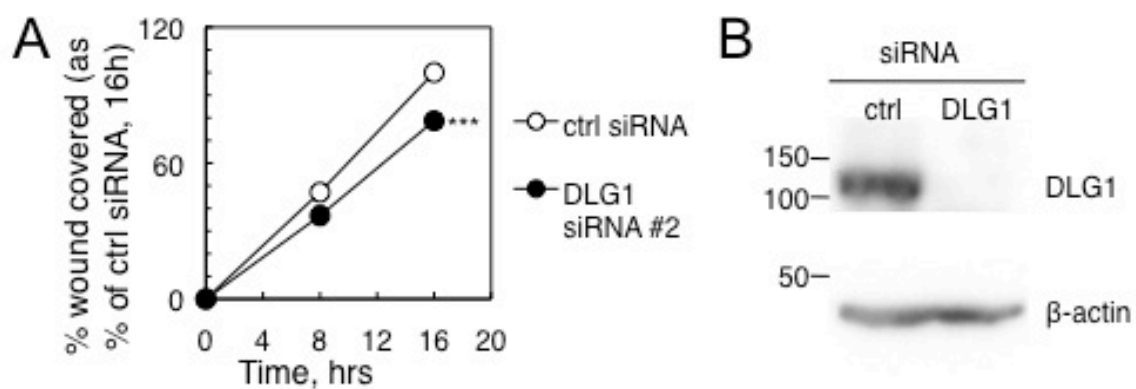 A
% wound covered (as
% of ctrl siRNA, 16h)
120
60
0
0 4 8 12 16 20
Time, hrs
***
ctrl siRNA
DLG1
siRNA #2
B
siRNA
ctrl DLG1
150
100
DLG1
50
β-actin